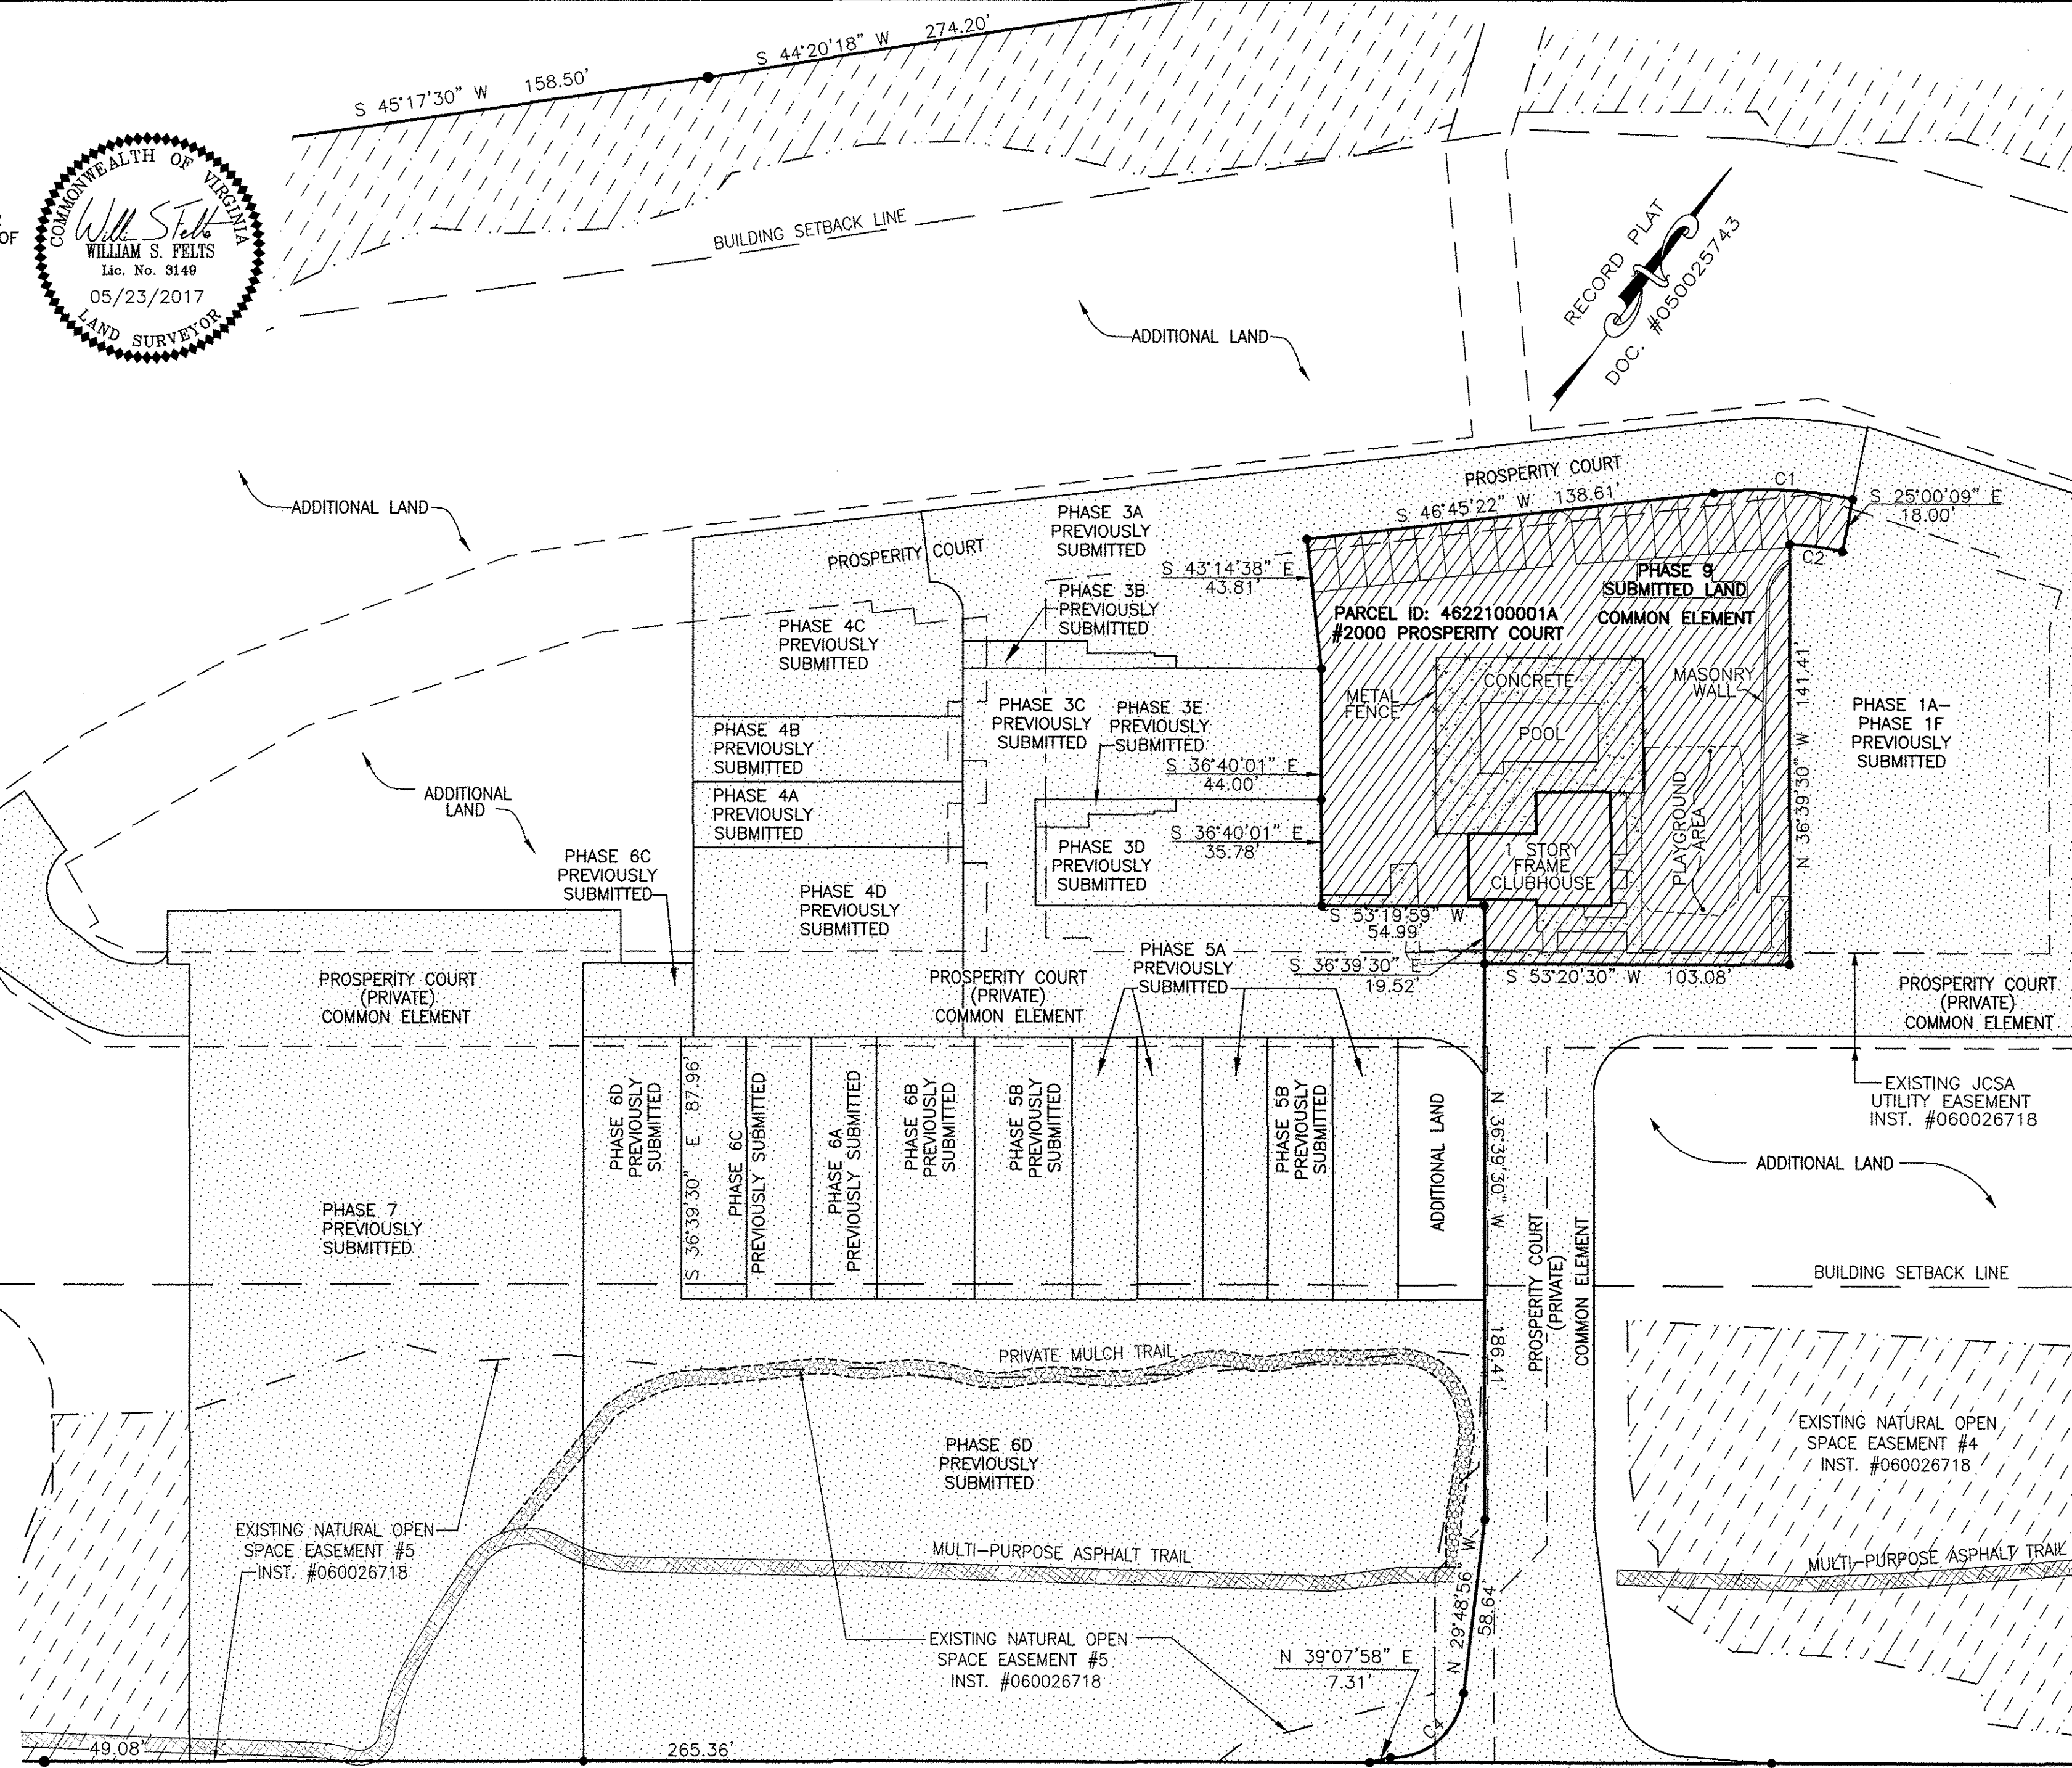 S 45°17'30" W 158.50'
S 44°20'18" W 274.20'
OF
COMMONWEALTH OF VIRGINIA
WILLIAM S. FELTS
Lic. No. 3149
05/23/2017
LAND SURVEYOR
BUILDING SETBACK LINE
RECORD PLAT
DOC. #050025743
ADDITIONAL LAND
ADDITIONAL LAND
PROSPERITY COURT
S 46°45'22" W 138.61'
C1
S 25°00'09" E
18.00'
C2
PHASE 3A
PREVIOUSLY
SUBMITTED
PROSPERITY COURT
S 43°14'38" E
43.81'
PHASE 9
SUBMITTED LAND
COMMON ELEMENT
PARCEL ID: 4622100001A
#2000 PROSPERITY COURT
PHASE 3B
PREVIOUSLY
SUBMITTED
PHASE 4C
PREVIOUSLY
SUBMITTED
METAL
FENCE
CONCRETE
POOL
MASONRY
WALL
N 36°39'30" W 141.41'
PHASE 1A-
PHASE 1F
PREVIOUSLY
SUBMITTED
PHASE 3C
PREVIOUSLY
SUBMITTED
PHASE 3E
PREVIOUSLY
SUBMITTED
PHASE 4B
PREVIOUSLY
SUBMITTED
S 36°40'01" E
44.00'
ADDITIONAL
LAND
PHASE 4A
PREVIOUSLY
SUBMITTED
PLAYGROUND
AREA
S 36°40'01" E
35.78'
PHASE 3D
PREVIOUSLY
SUBMITTED
1 STORY
FRAME
CLUBHOUSE
PHASE 6C
PREVIOUSLY
SUBMITTED
PHASE 4D
PREVIOUSLY
SUBMITTED
S 53°19'59" W
54.99'
PHASE 5A
PREVIOUSLY
SUBMITTED
S 36°39'30" E
19.52'
S 53°20'30" W 103.08'
PROSPERITY COURT
(PRIVATE)
COMMON ELEMENT
PROSPERITY COURT
(PRIVATE)
COMMON ELEMENT
PROSPERITY COURT
(PRIVATE)
COMMON ELEMENT
PHASE 6D
PREVIOUSLY
SUBMITTED
S 36°39'30" E 87.96'
PHASE 6C
PREVIOUSLY SUBMITTED
PHASE 6A
PREVIOUSLY SUBMITTED
PHASE 6B
PREVIOUSLY
SUBMITTED
PHASE 5B
PREVIOUSLY
SUBMITTED
PHASE 5B
PREVIOUSLY
SUBMITTED
ADDITIONAL LAND
N 36°39'30" W 186.41'
PROSPERITY COURT
(PRIVATE)
COMMON ELEMENT
EXISTING JCSA
UTILITY EASEMENT
INST. #060026718
ADDITIONAL LAND
PHASE 7
PREVIOUSLY
SUBMITTED
BUILDING SETBACK LINE
PRIVATE MULCH TRAIL
PHASE 6D
PREVIOUSLY
SUBMITTED
EXISTING NATURAL OPEN
SPACE EASEMENT #4
INST. #060026718
EXISTING NATURAL OPEN
SPACE EASEMENT #5
INST. #060026718
MULTI-PURPOSE ASPHALT TRAIL
MULTI-PURPOSE ASPHALT TRAIL
N 29°48'56" W
58.64'
EXISTING NATURAL OPEN
SPACE EASEMENT #5
INST. #060026718
N 39°07'58" E
7.31'
C4
49.08'
265.36'